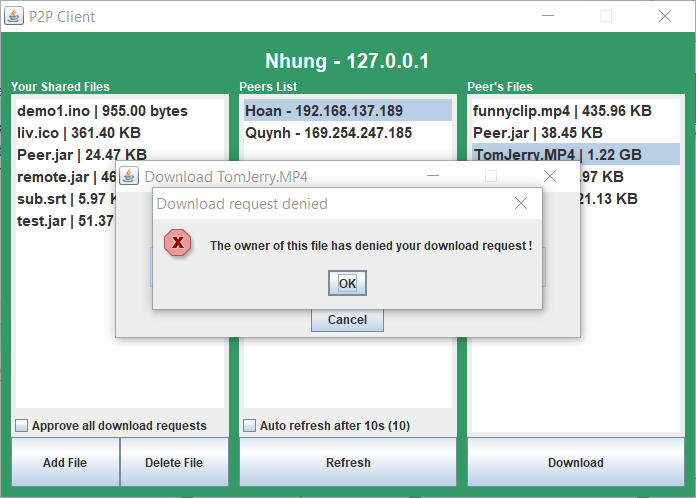 P2P Client
Nhung - 127.0.0.1
Your Shared Files
demo1.ino | 955.00 bytes
liv.ico | 361.40 KB
Peer.jar | 24.47 KB
remote.jar | 46
sub.srt | 5.97 K
test.jar | 51.37
Approve all download requests
Add File
Delete File
Peers List
Hoan - 192.168.137.189
Quynh - 169.254.247.185
Auto refresh after 10s (10)
Refresh
Peer's Files
funnyclip.mp4 | 435.96 KB
Peer.jar | 38.45 KB
TomJerry.MP4 | 1.22 GB
.97 KB
21.13 KB
Download
Download TomJerry.MP4
Download request denied
X
The owner of this file has denied your download request !
OK
Cancel